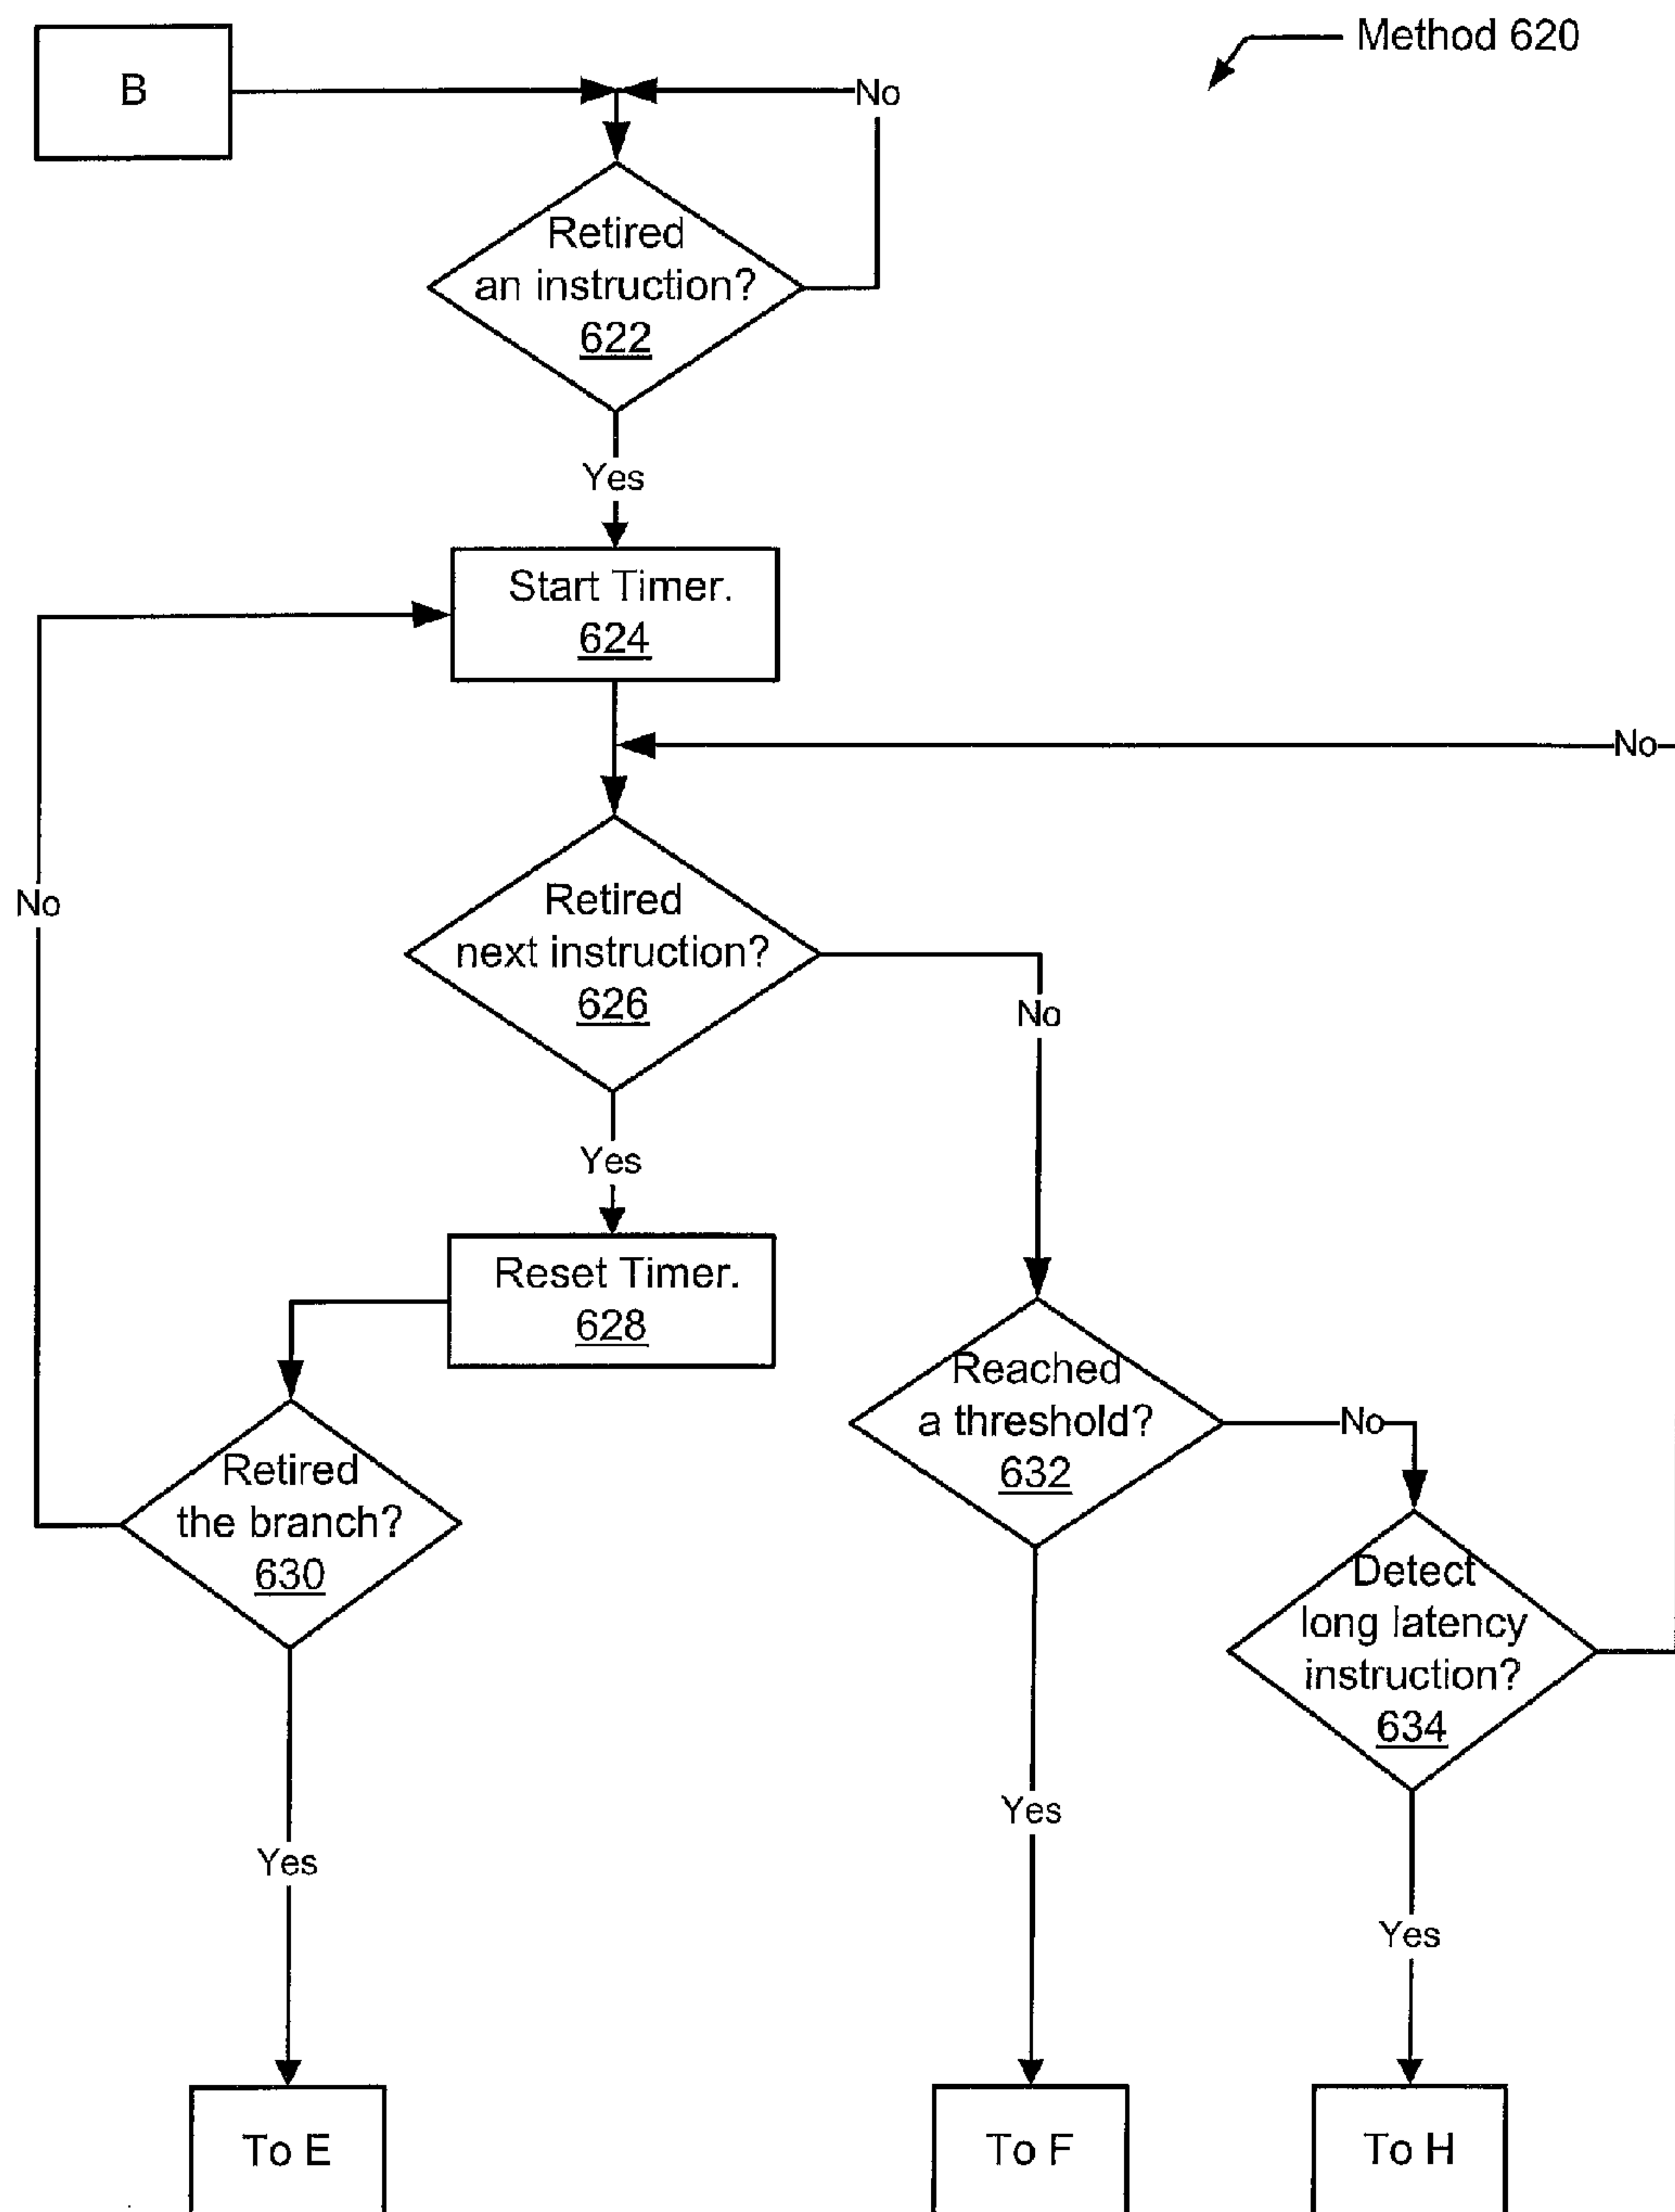 Method 620
B
No
Retired
an instruction?
622
Yes
Start Timer.
624
No
No
Retired
next instruction?
626
No
Yes
Reset Timer.
628
Reached
a threshold?
632
No
Retired
the branch?
630
Detect
long latency
instruction?
634
Yes
Yes
Yes
To E
To F
To H